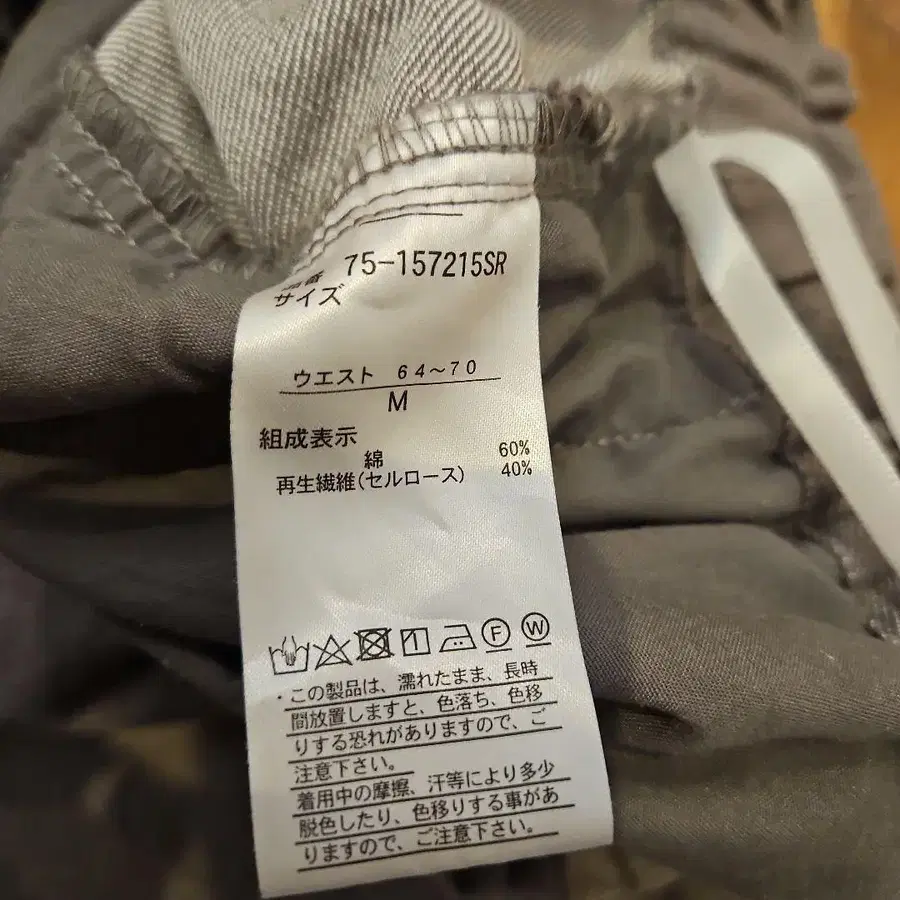 品番 75-157215SR
サイズ
ウエスト 64～70
M
組成表示
綿 60%
再生繊維(セルロース) 40%
F W
・この製品は、濡れたまま、長時
間放置しますと、色落ち、色移
りする恐れがありますので、ご
注意下さい。
着用中の摩擦、汗等により多少
脱色したり、色移りする事があ
りますので、ご注意下さい。